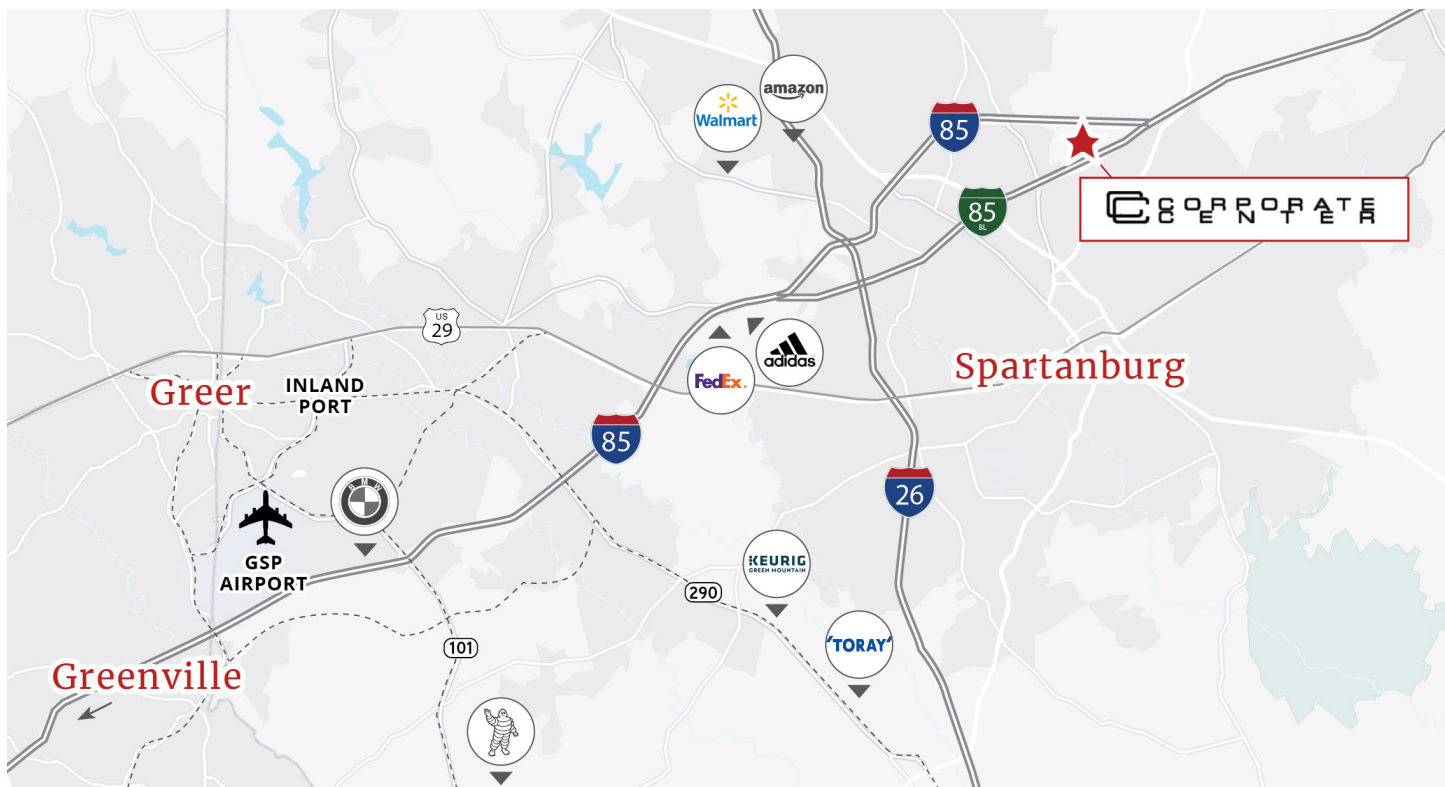 amazon
Walmart
85
85
BL
CORPORATE
CENTER
US
29
adidas
FedEx
Spartanburg
Greer
INLAND
PORT
85
26
BMW
GSP
AIRPORT
KEURIG
GREEN MOUNTAIN
290
'TORAY'
101
Greenville